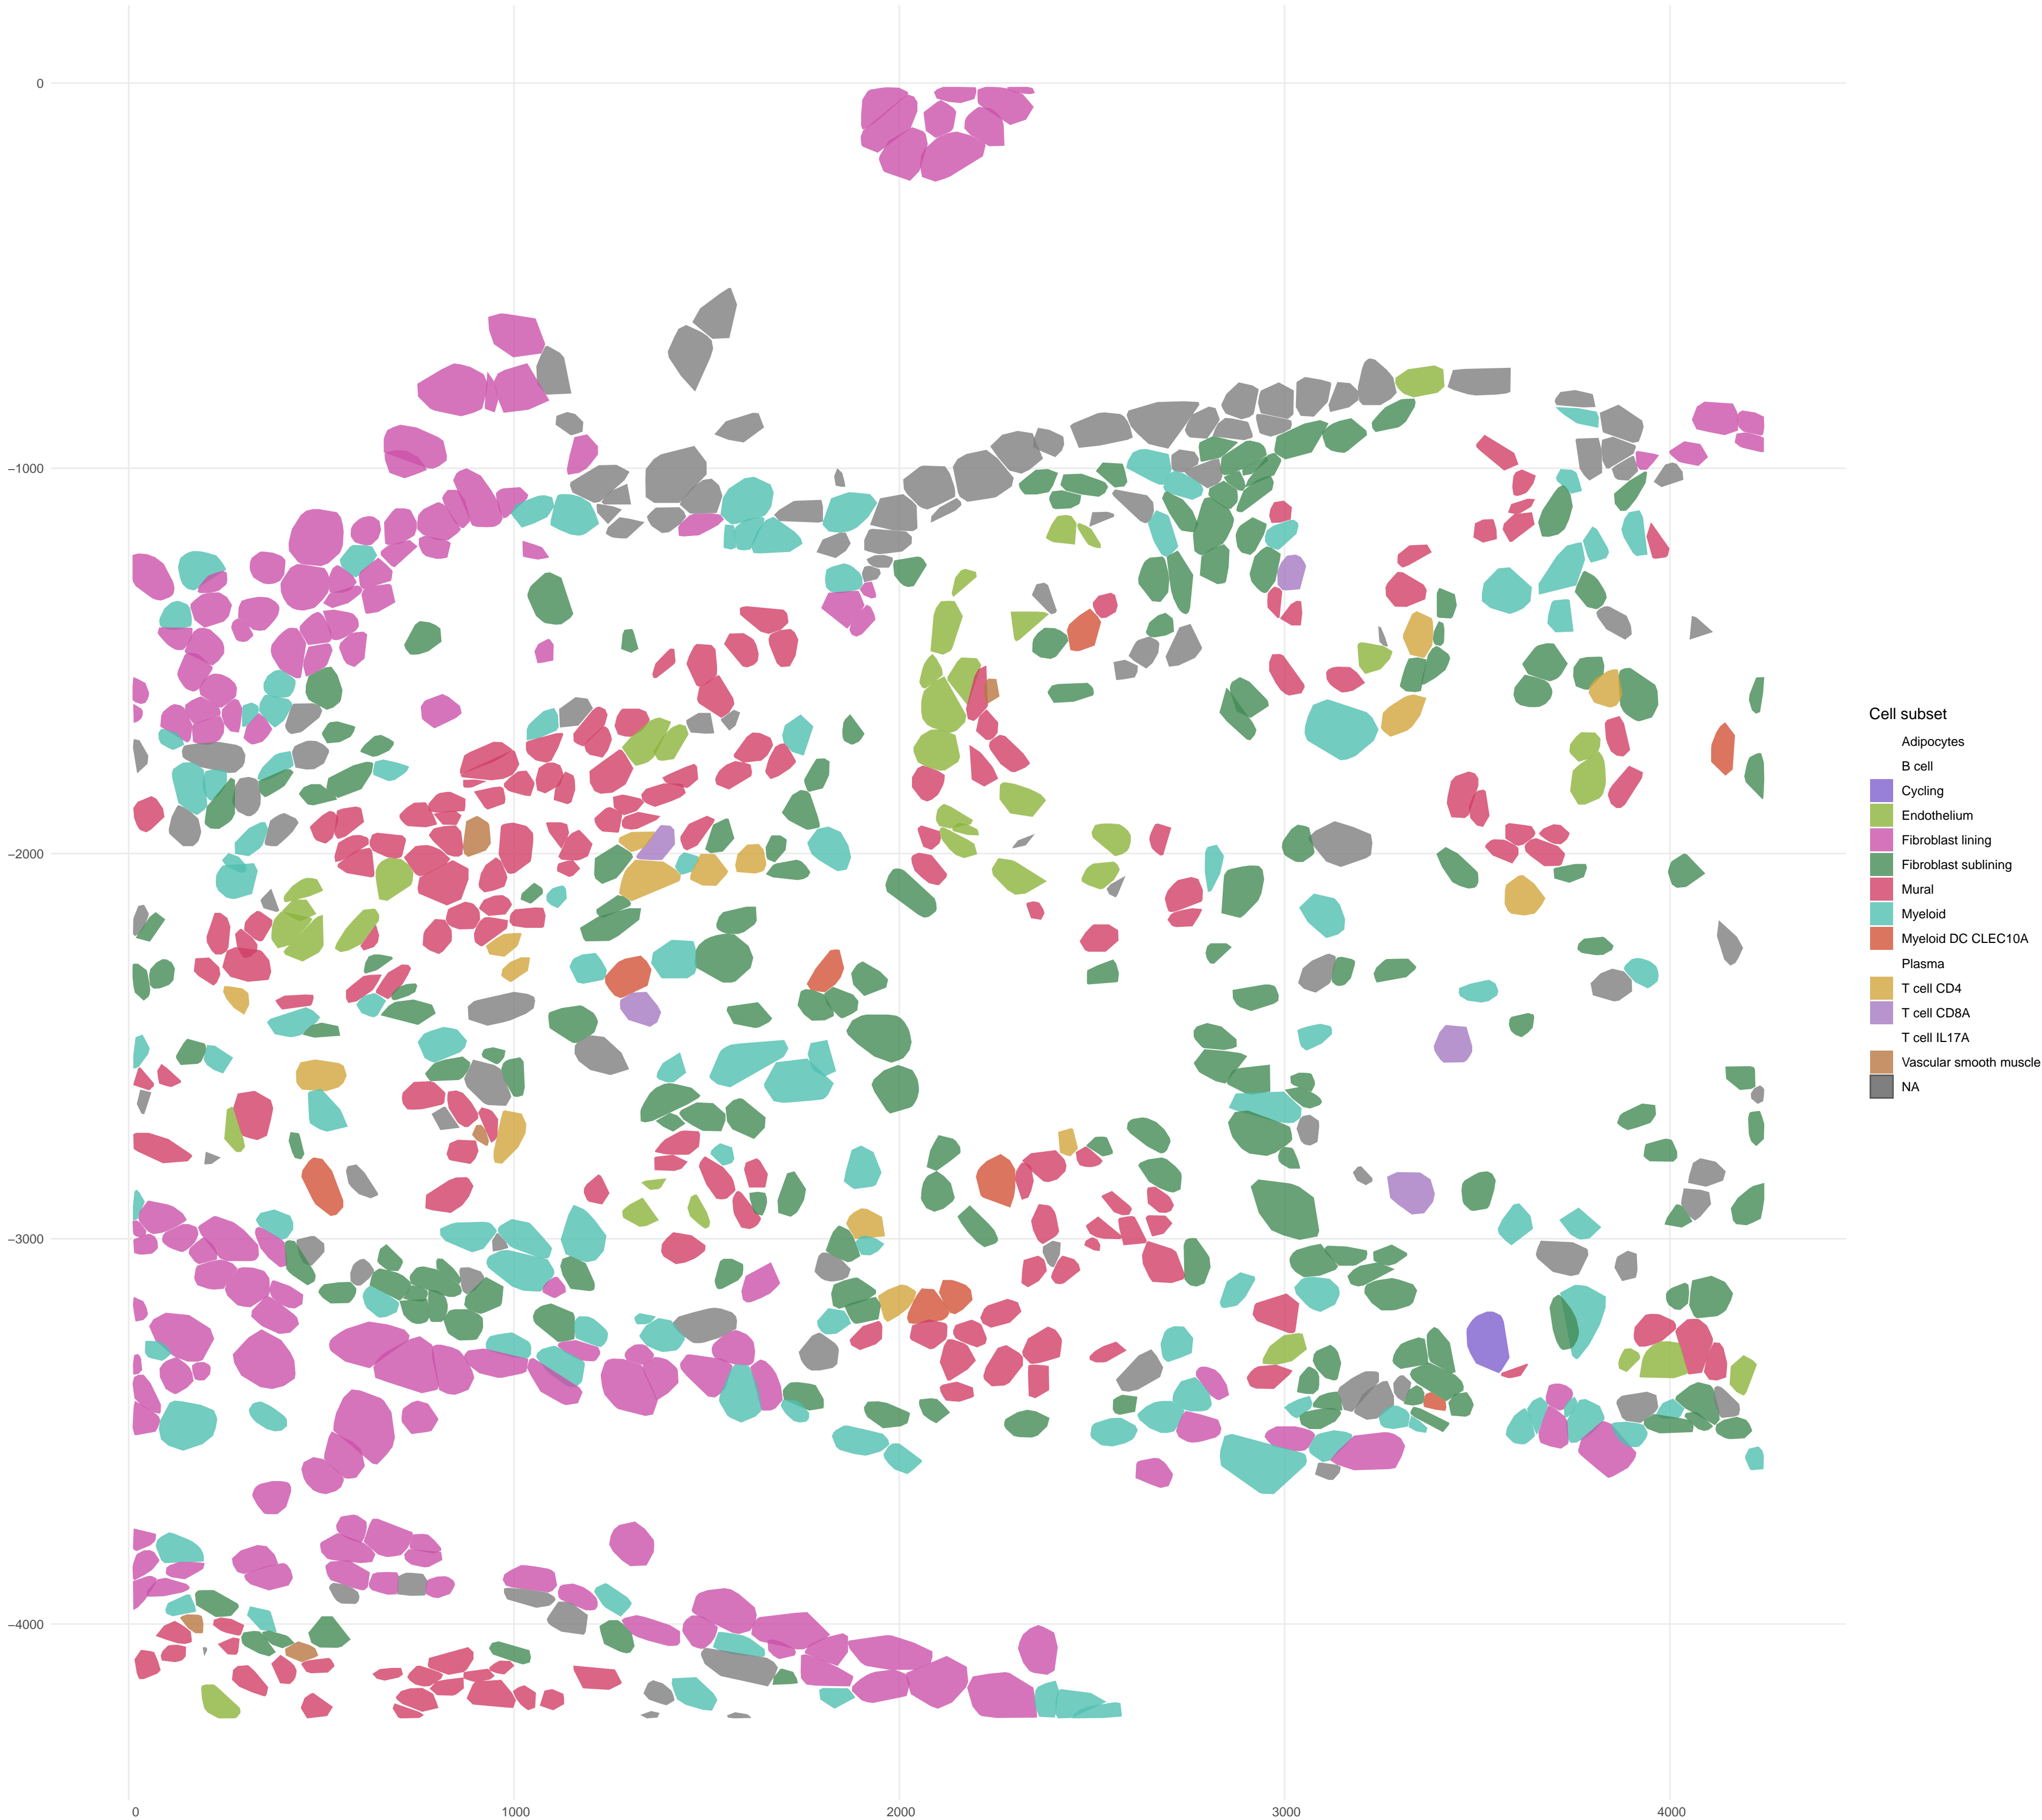 0
−1000
−2000
−3000
−4000
0
1000
2000
3000
4000
Cell subset
Adipocytes
B cell
Cycling
Endothelium
Fibroblast lining
Fibroblast sublining
Mural
Myeloid
Myeloid DC CLEC10A
Plasma
T cell CD4
T cell CD8A
T cell IL17A
Vascular smooth muscle
NA